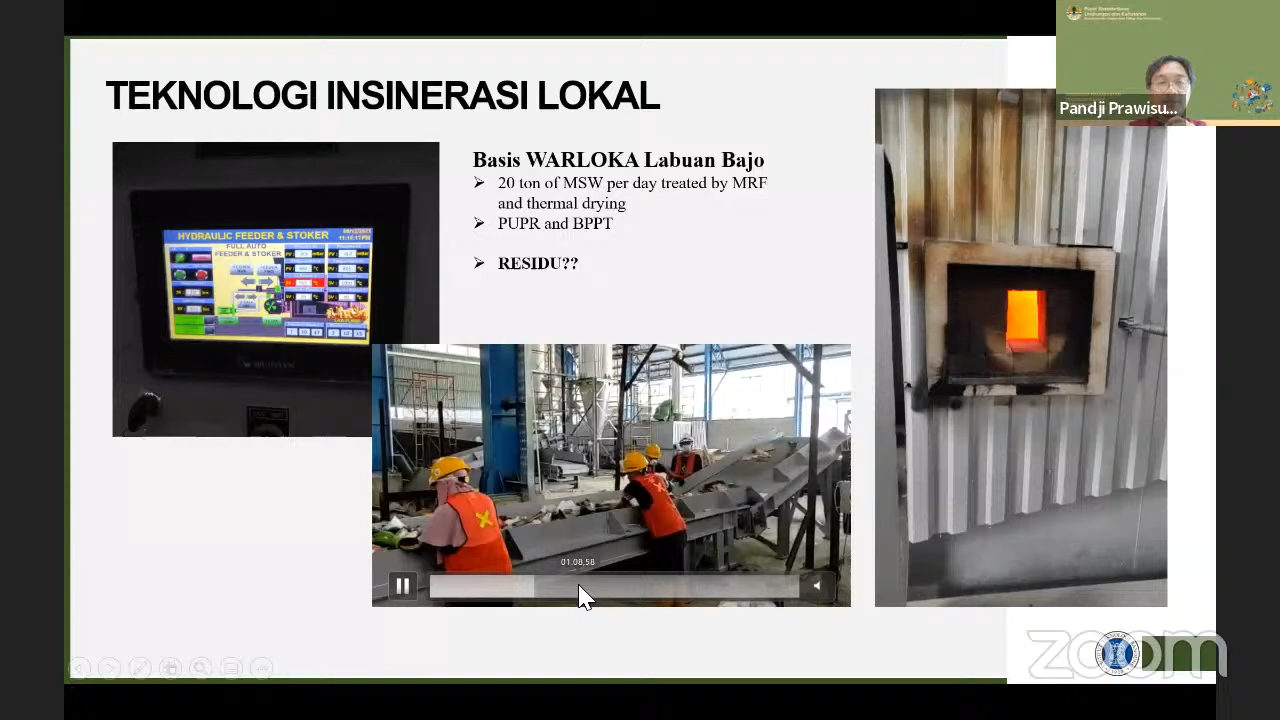 TEKNOLOGI INSINERASI LOKAL
Pandji Prawisu...
Basis WARLOKA Labuan Bajo
➢ 20 ton of MSW per day treated by MRF
and thermal drying
➢ PUPR and BPPT
➢ RESIDU??
HYDRAULIC FEEDER & STOKER
FULL AUTO
FEEDER & STOKER
01.08,58
zoom